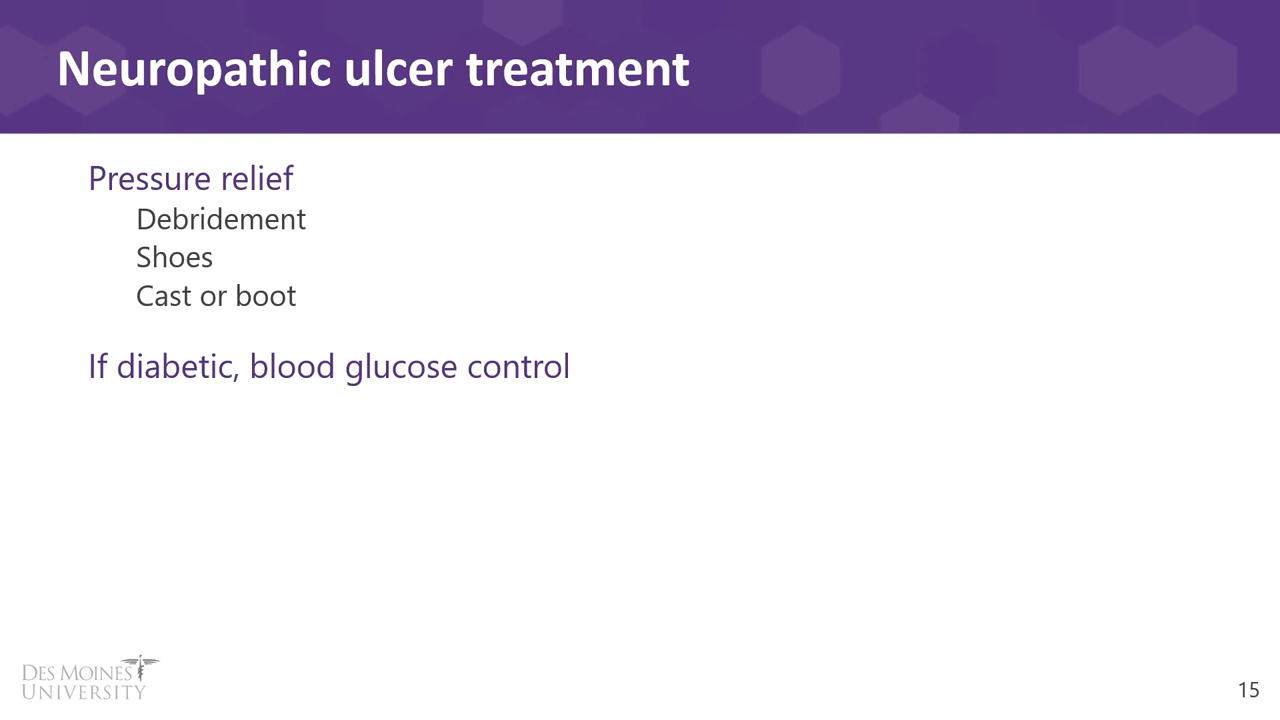 Neuropathic ulcer treatment
Pressure relief
Debridement
Shoes
Cast or boot
If diabetic, blood glucose control
DES MOINES
UNIVERSITY
15